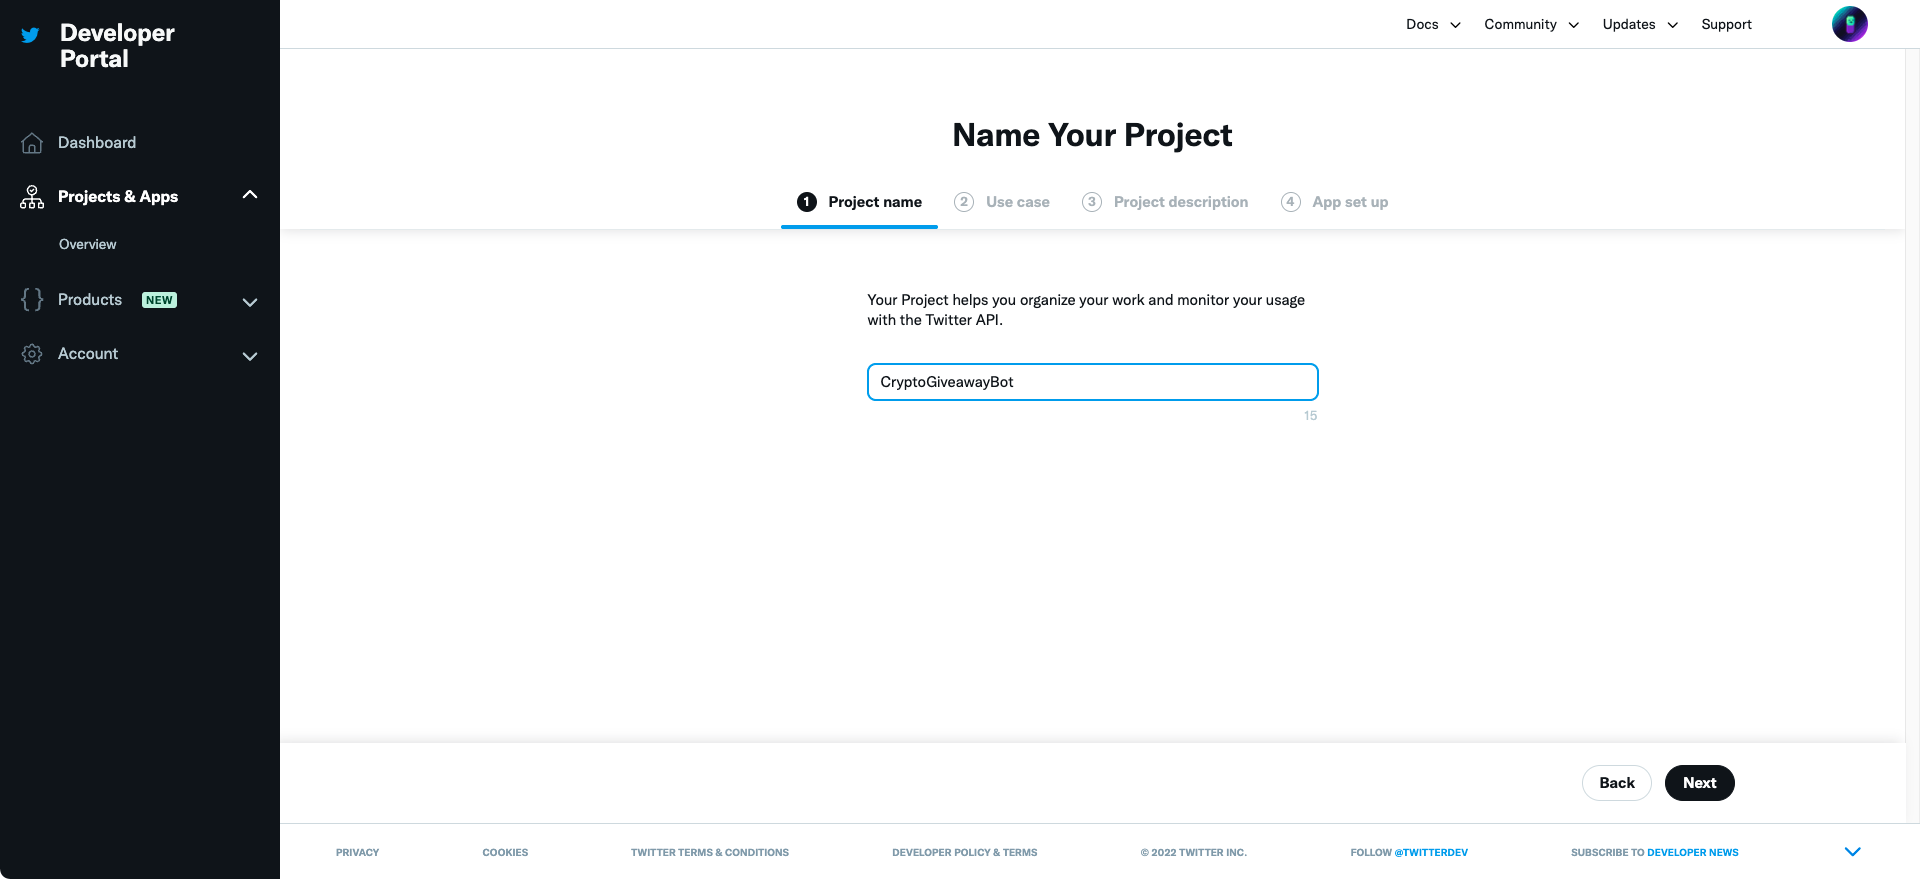 Developer
Portal
Docs
Community
Updates
Support
Dashboard
Projects & Apps
Overview
Products NEW
Account
Name Your Project
1 Project name
2 Use case
3 Project description
4 App set up
Your Project helps you organize your work and monitor your usage
with the Twitter API.
CryptoGiveawayBot
15
Back
Next
PRIVACY
COOKIES
TWITTER TERMS & CONDITIONS
DEVELOPER POLICY & TERMS
© 2022 TWITTER INC.
FOLLOW @TWITTERDEV
SUBSCRIBE TO DEVELOPER NEWS